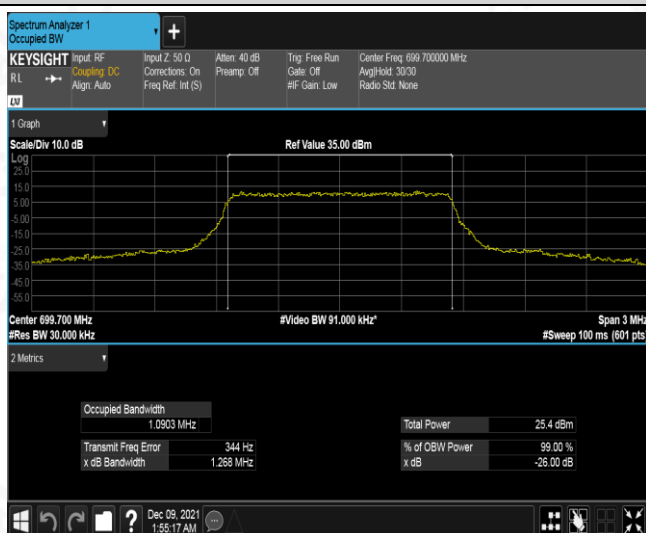 Spectrum Analyzer 1
Occupied BW
+
KEYSIGHT Input: RF Input Z: 50 Ω Atten: 40 dB Trig: Free Run Center Freq: 699.700000 MHz
RL Coupling: DC Corrections: On Preamp: Off Gate: Off Avg|Hold: 30/30
Align: Auto Freq Ref: Int (S) #IF Gain: Low Radio Std: None
LXI
1 Graph
Scale/Div 10.0 dB Ref Value 35.00 dBm
Log
25.0
15.0
5.00
-5.00
-15.0
-25.0
-35.0
-45.0
-55.0
Center 699.700 MHz #Video BW 91.000 kHz* Span 3 MHz
#Res BW 30.000 kHz #Sweep 100 ms (601 pts)
2 Metrics
Occupied Bandwidth
1.0903 MHz Total Power 25.4 dBm
Transmit Freq Error 344 Hz % of OBW Power 99.00 %
x dB Bandwidth 1.268 MHz x dB -26.00 dB
? Dec 09, 2021
1:55:17 AM